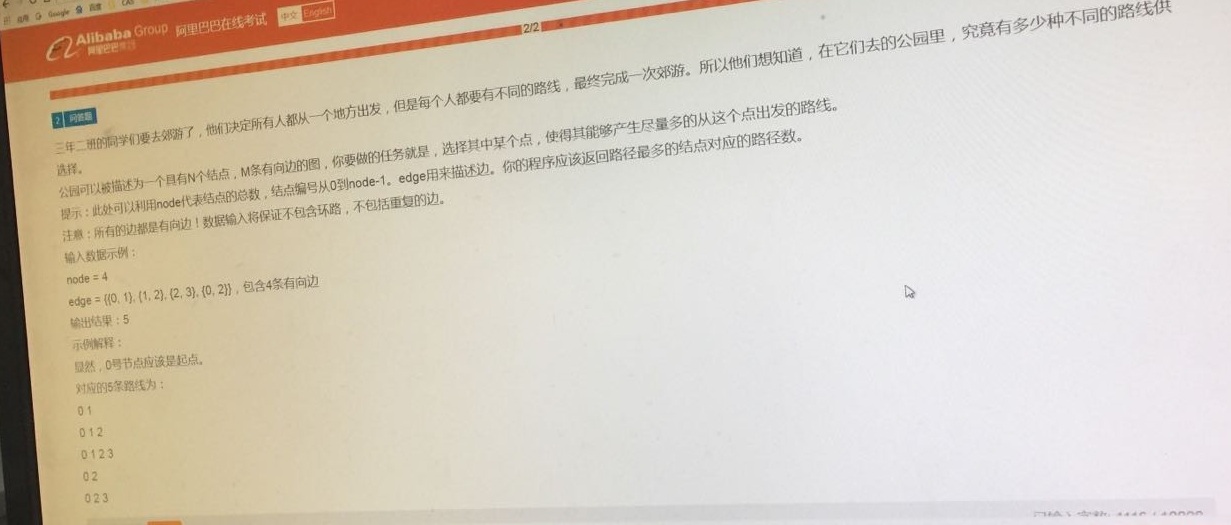 应用 Google 百度 CAS
Alibaba Group 阿里巴巴集团 阿里巴巴在线考试 中文 English
2/2
2 问答题
三年二班的同学们要去郊游了，他们决定所有人都从一个地方出发，但是每个人都要有不同的路线，最终完成一次郊游。所以他们想知道，在它们去的公园里，究竟有多少种不同的路线供
选择。
公园可以被描述为一个具有N个结点，M条有向边的图，你要做的任务就是，选择其中某个点，使得其能够产生尽量多的从这个点出发的路线。
提示：此处可以利用node代表结点的总数，结点编号从0到node-1。edge用来描述边。你的程序应该返回路径最多的结点对应的路径数。
注意：所有的边都是有向边！数据输入将保证不包含环路，不包括重复的边。
输入数据示例：
node = 4
edge = {{0, 1}, {1, 2}, {2, 3}, {0, 2}}，包含4条有向边
输出结果：5
示例解释：
显然，0号节点应该是起点。
对应的5条路线为：
0 1
0 1 2
0 1 2 3
0 2
0 2 3